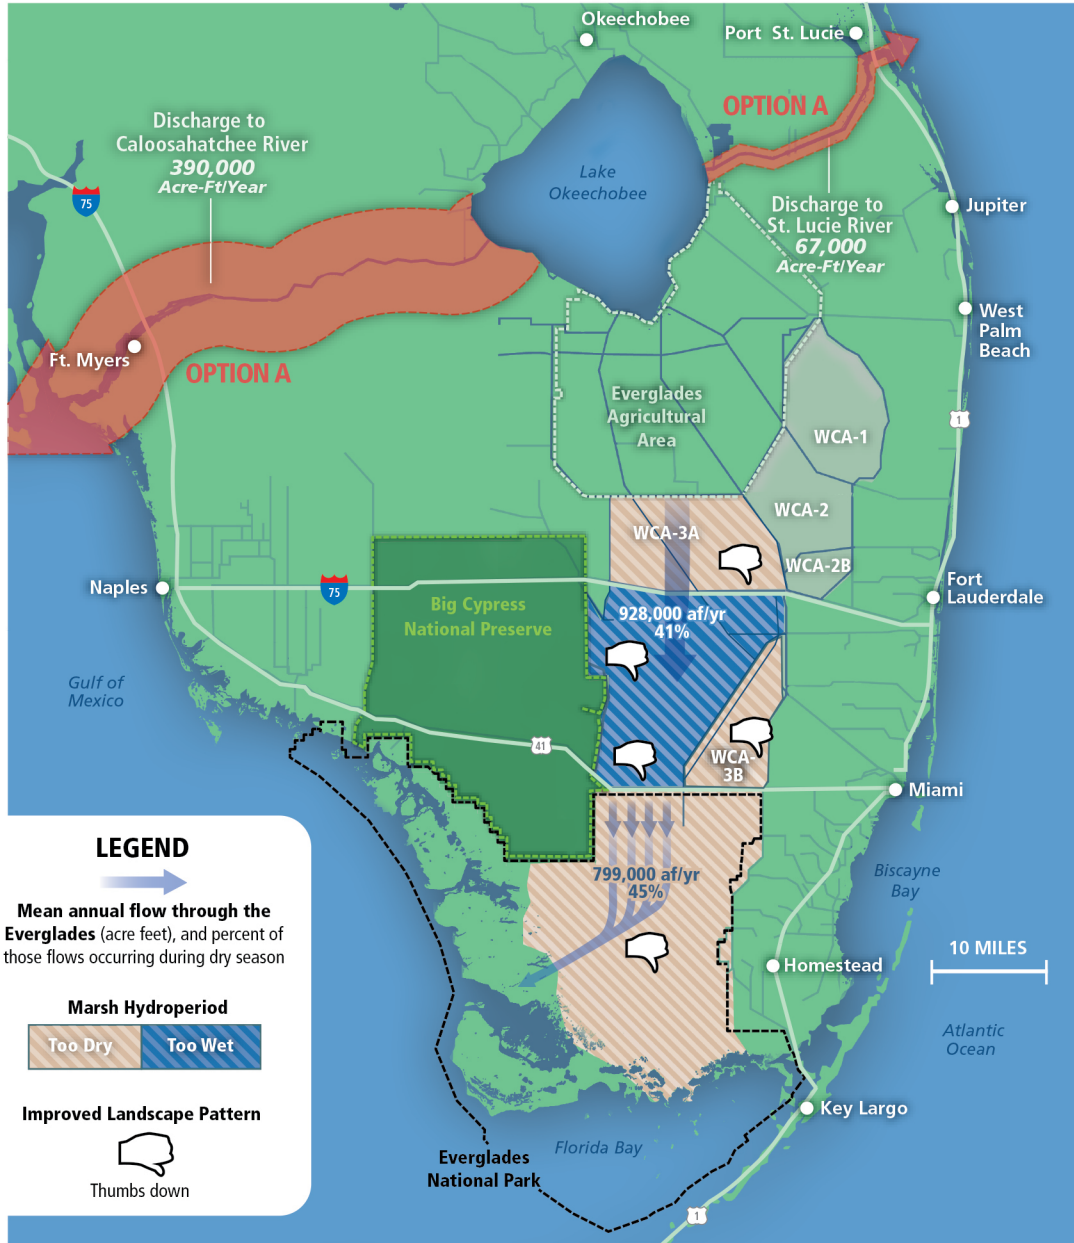 Okeechobee
Port St. Lucie
OPTION A
Discharge to
Caloosahatchee River
390,000
Acre-Ft/Year
75
Lake
Okeechobee
Discharge to
St. Lucie River
67,000
Acre-Ft/Year
Jupiter
West
Palm
Beach
Ft. Myers
OPTION A
Everglades
Agricultural
Area
1
WCA-1
WCA-2
WCA-3A
WCA-2B
Naples
75
Big Cypress
National Preserve
928,000 af/yr
41%
Fort
Lauderdale
Gulf of
Mexico
41
WCA-
3B
Miami
LEGEND
Mean annual flow through the
Everglades (acre feet), and percent of
those flows occurring during dry season
Marsh Hydroperiod
Too Dry
Too Wet
Improved Landscape Pattern
Thumbs down
799,000 af/yr
45%
Biscayne
Bay
10 MILES
Homestead
Atlantic
Ocean
Key Largo
Florida Bay
Everglades
National Park
1